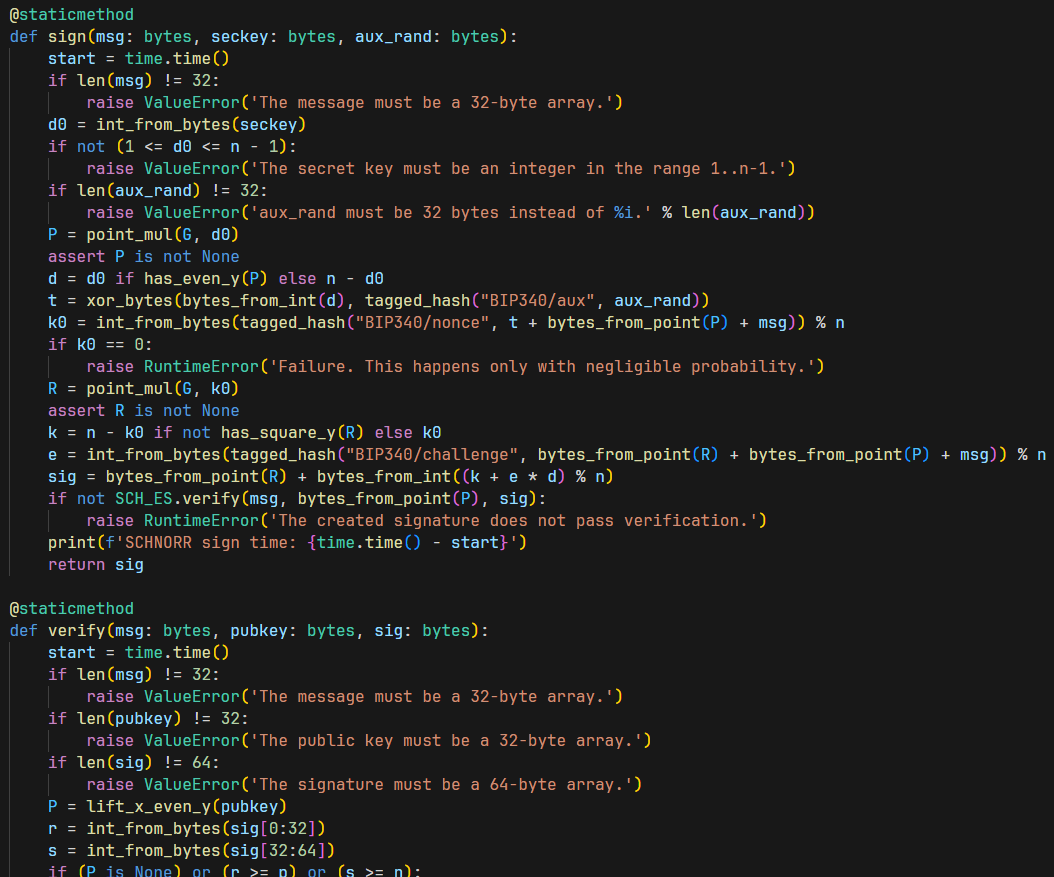 @staticmethod
def sign(msg: bytes, seckey: bytes, aux_rand: bytes):
    start = time.time()
    if len(msg) != 32:
        raise ValueError('The message must be a 32-byte array.')
    d0 = int_from_bytes(seckey)
    if not (1 <= d0 <= n - 1):
        raise ValueError('The secret key must be an integer in the range 1..n-1.')
    if len(aux_rand) != 32:
        raise ValueError('aux_rand must be 32 bytes instead of %i.' % len(aux_rand))
    P = point_mul(G, d0)
    assert P is not None
    d = d0 if has_even_y(P) else n - d0
    t = xor_bytes(bytes_from_int(d), tagged_hash("BIP340/aux", aux_rand))
    k0 = int_from_bytes(tagged_hash("BIP340/nonce", t + bytes_from_point(P) + msg)) % n
    if k0 == 0:
        raise RuntimeError('Failure. This happens only with negligible probability.')
    R = point_mul(G, k0)
    assert R is not None
    k = n - k0 if not has_square_y(R) else k0
    e = int_from_bytes(tagged_hash("BIP340/challenge", bytes_from_point(R) + bytes_from_point(P) + msg)) % n
    sig = bytes_from_point(R) + bytes_from_int((k + e * d) % n)
    if not SCH_ES.verify(msg, bytes_from_point(P), sig):
        raise RuntimeError('The created signature does not pass verification.')
    print(f'SCHNORR sign time: {time.time() - start}')
    return sig

@staticmethod
def verify(msg: bytes, pubkey: bytes, sig: bytes):
    start = time.time()
    if len(msg) != 32:
        raise ValueError('The message must be a 32-byte array.')
    if len(pubkey) != 32:
        raise ValueError('The public key must be a 32-byte array.')
    if len(sig) != 64:
        raise ValueError('The signature must be a 64-byte array.')
    P = lift_x_even_y(pubkey)
    r = int_from_bytes(sig[0:32])
    s = int_from_bytes(sig[32:64])
    if (P is None) or (r >= p) or (s >= n):